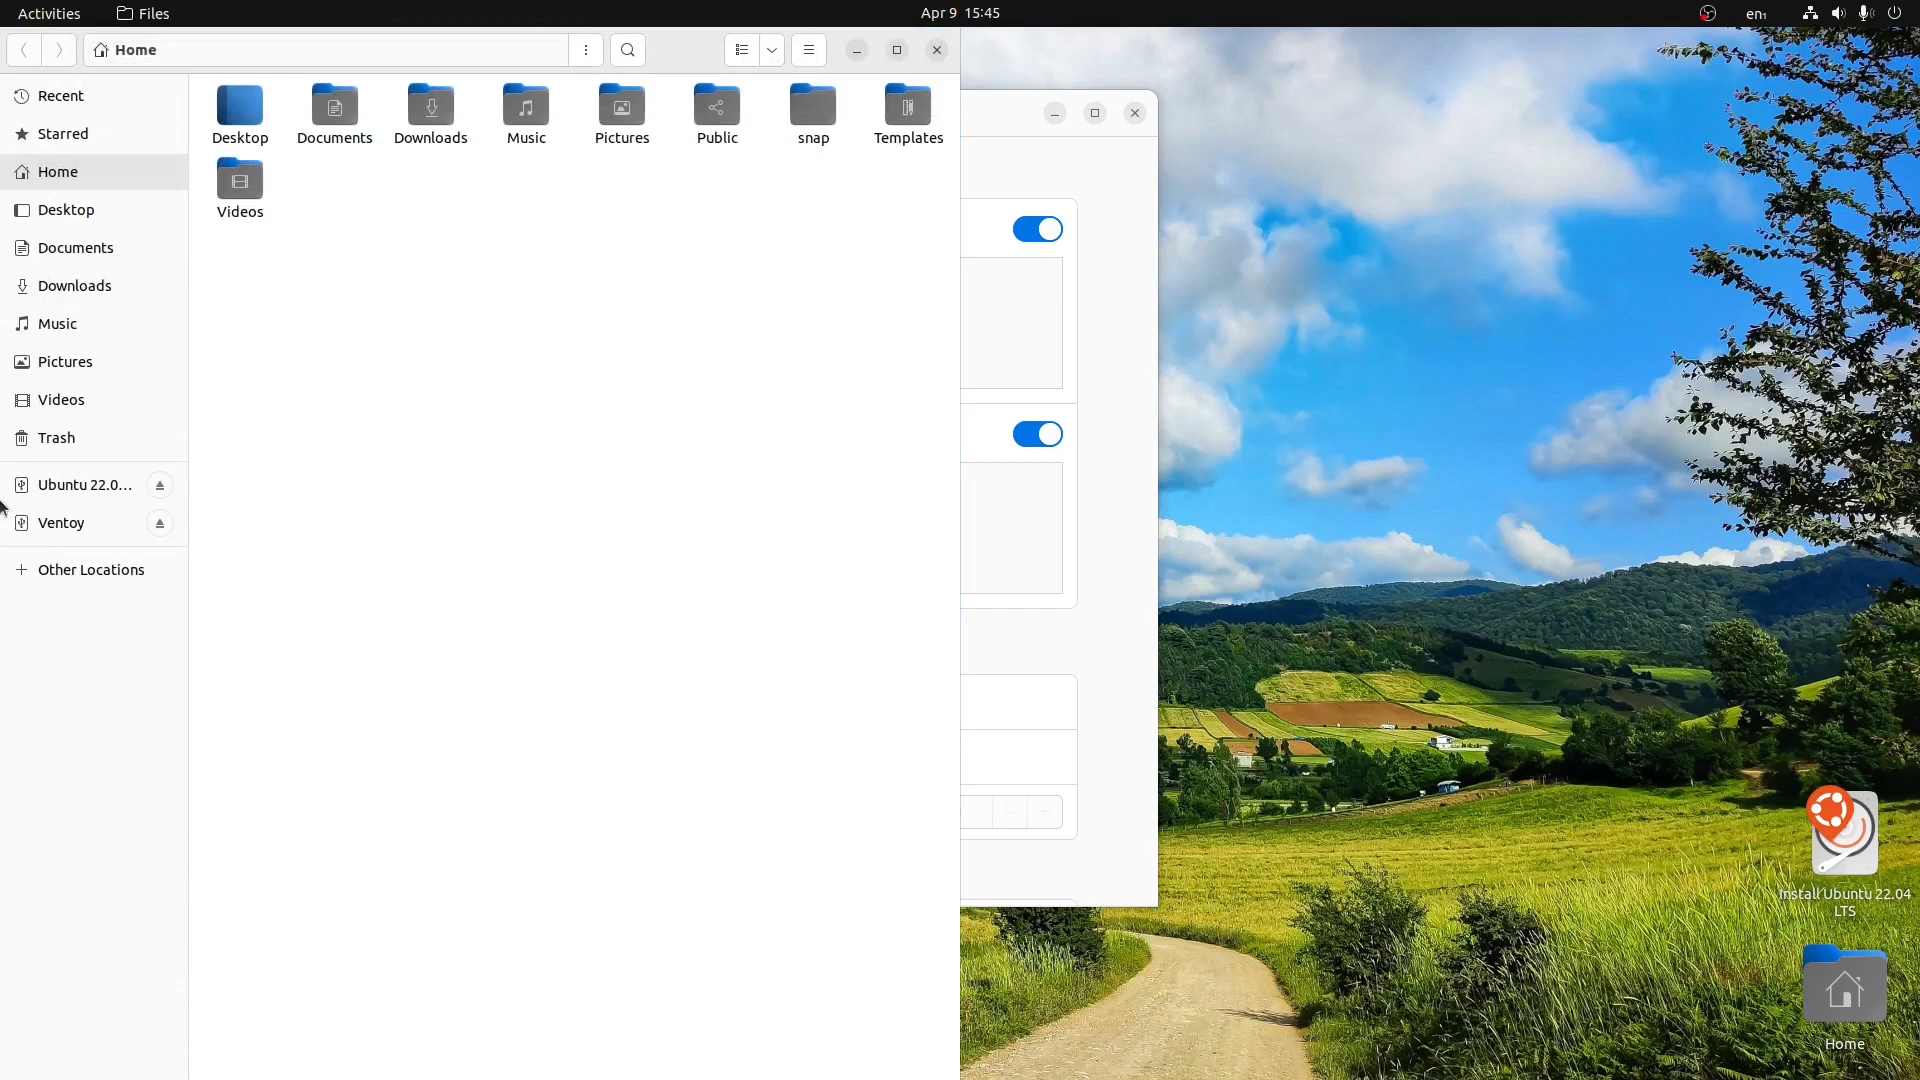 Activities
Files
Apr 9 15:45
en₁
Home
Recent
Starred
Home
Desktop
Documents
Downloads
Music
Pictures
Videos
Trash
Ubuntu 22.0...
Ventoy
Other Locations
Desktop
Documents
Downloads
Music
Pictures
Public
snap
Templates
Videos
Install Ubuntu 22.04
LTS
Home